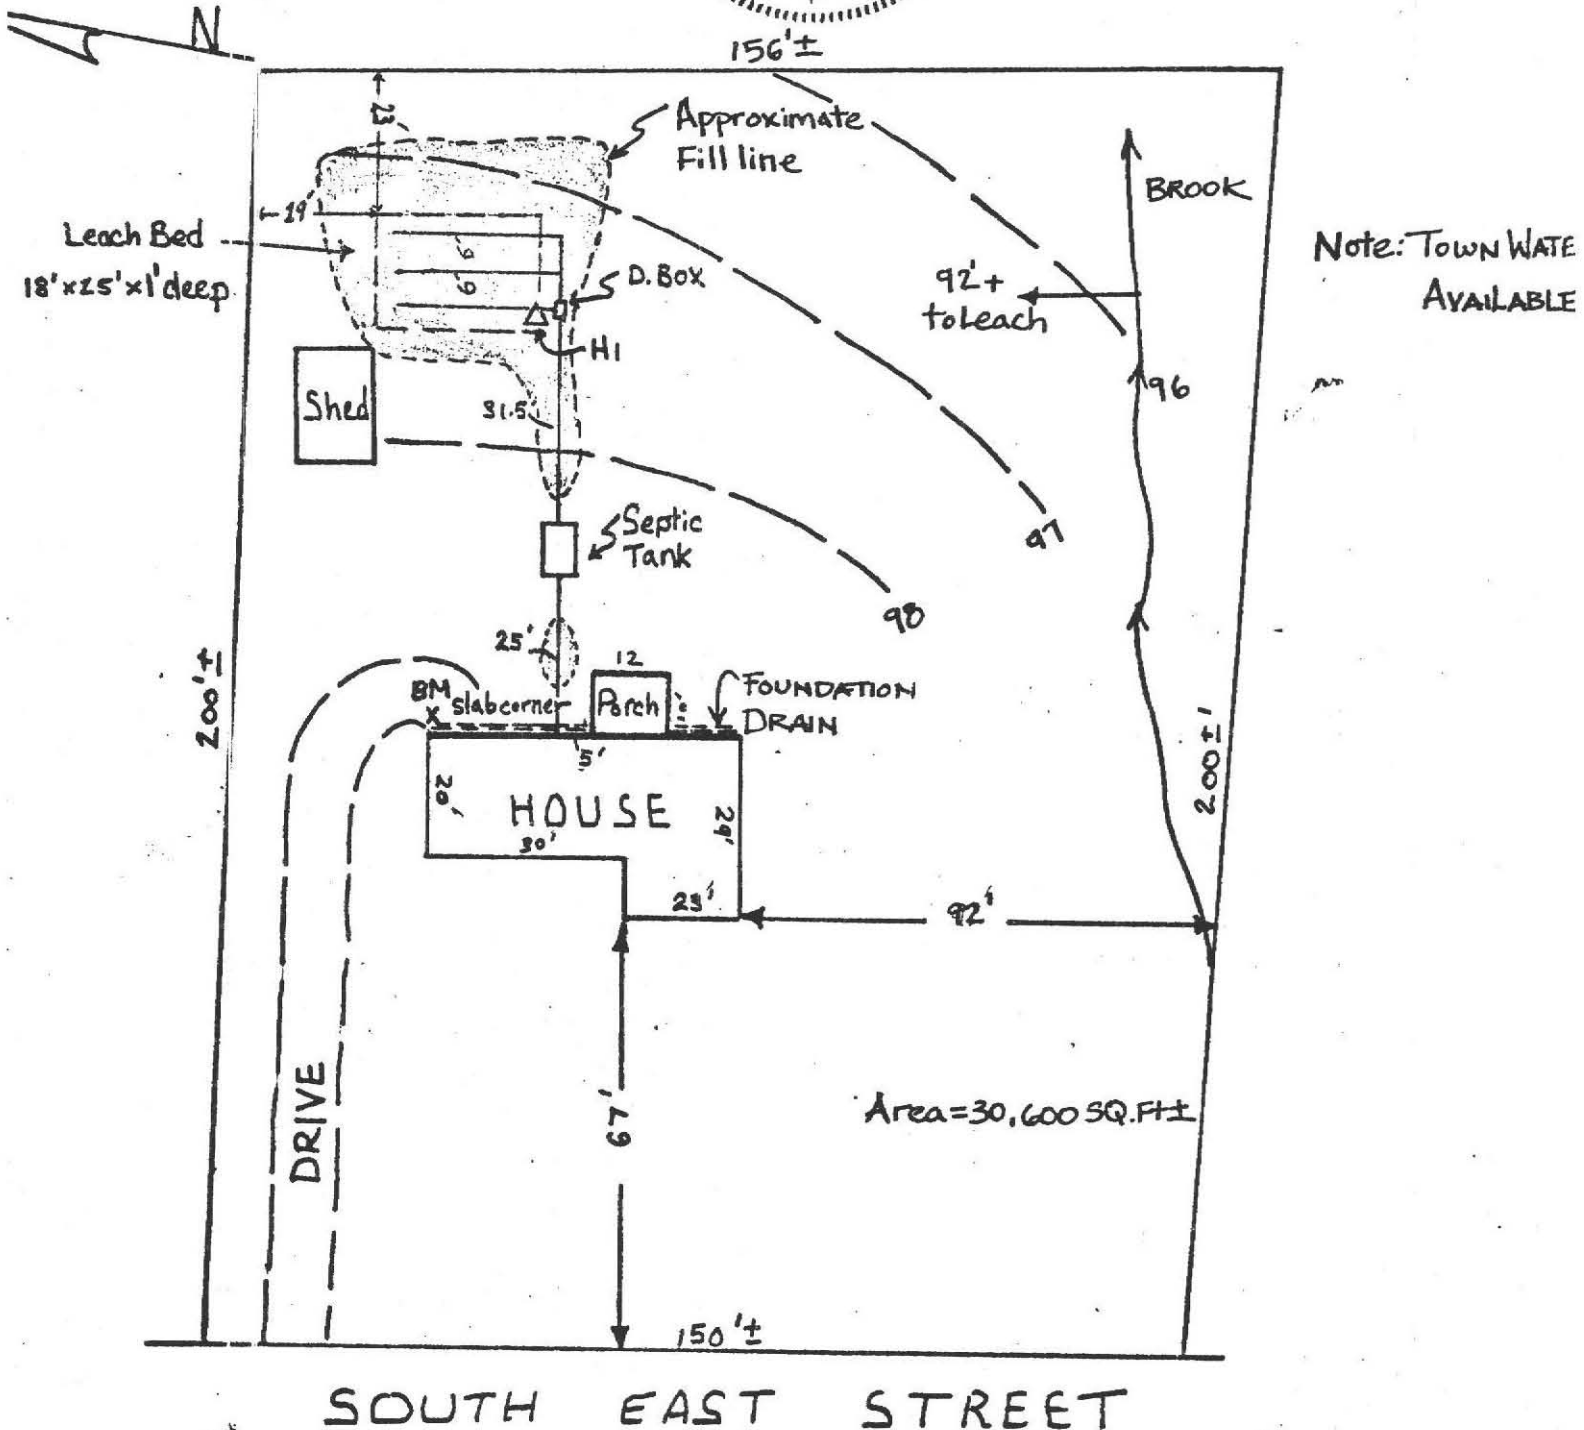 N
156'±
23'
Approximate
Fill line
BROOK
19'
Leach Bed
18'x25'x1' deep
6
6
D.BOX
92'+
to Leach
Note: TOWN WATE
AVAILABLE
H1
96
Shed
31.5'
97
Septic
Tank
98
25'
12
BM
X
Slab corner
Porch
FOUNDATION
DRAIN
200'±
200±'
5'
20'
HOUSE
29'
30'
23'
92'
67'
DRIVE
Area=30,600 SQ.Ft±
150'±
SOUTH EAST STREET